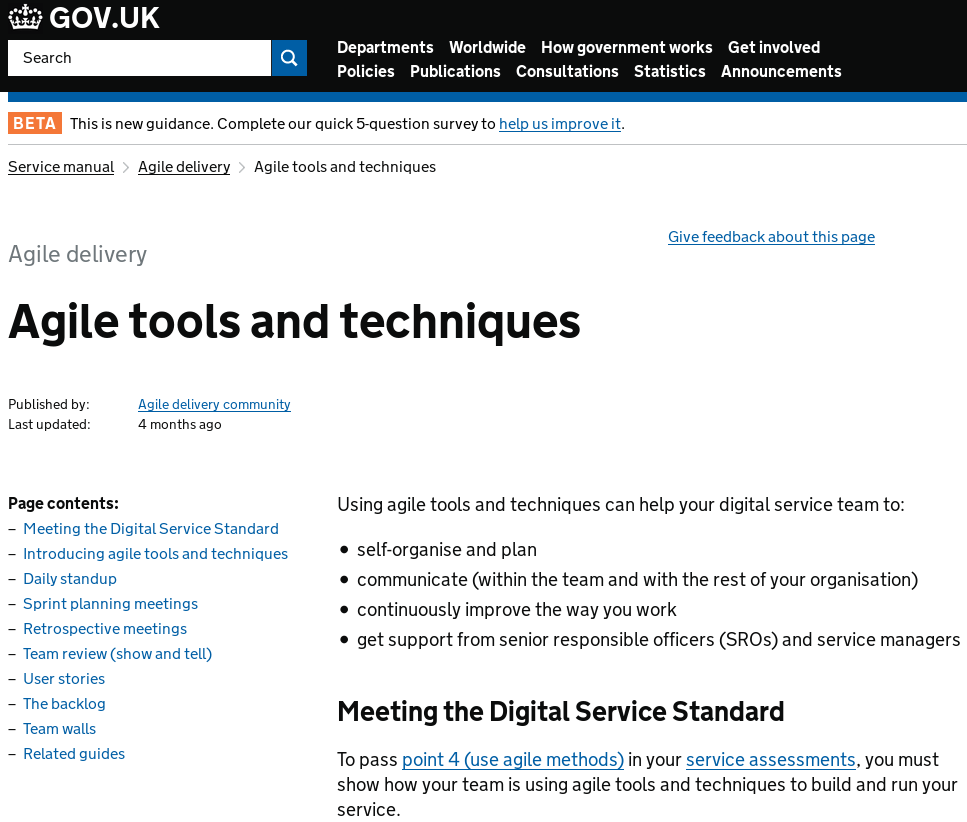 GOV.UK
Search
Departments Worldwide How government works Get involved
Policies Publications Consultations Statistics Announcements
BETA This is new guidance. Complete our quick 5-question survey to help us improve it.
Service manual Agile delivery Agile tools and techniques
Give feedback about this page
Agile delivery
Agile tools and techniques
Published by: Agile delivery community
Last updated: 4 months ago
Page contents:
– Meeting the Digital Service Standard
– Introducing agile tools and techniques
– Daily standup
– Sprint planning meetings
– Retrospective meetings
– Team review (show and tell)
– User stories
– The backlog
– Team walls
– Related guides
Using agile tools and techniques can help your digital service team to:
• self-organise and plan
• communicate (within the team and with the rest of your organisation)
• continuously improve the way you work
• get support from senior responsible officers (SROs) and service managers
Meeting the Digital Service Standard
To pass point 4 (use agile methods) in your service assessments, you must
show how your team is using agile tools and techniques to build and run your
service.